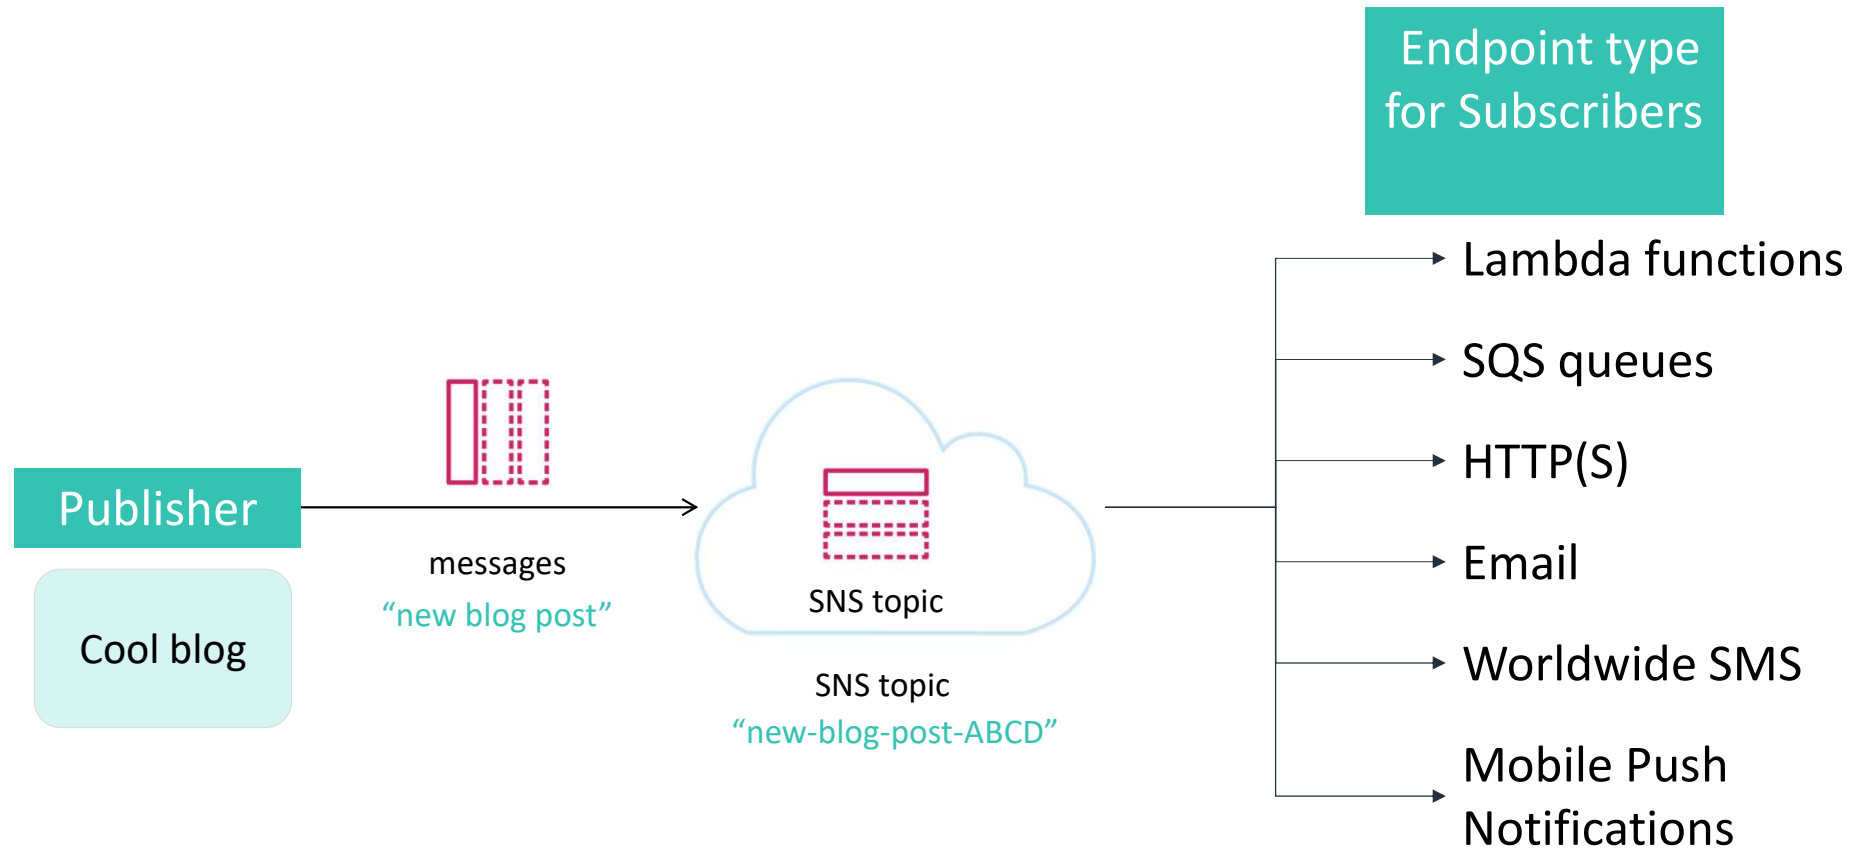 Endpoint type
for Subscribers
Lambda functions
SQS queues
HTTP(S)
Publisher
messages
“new blog post”
Cool blog
SNS topic
SNS topic
“new-blog-post-ABCD”
Email
Worldwide SMS
Mobile Push
Notifications